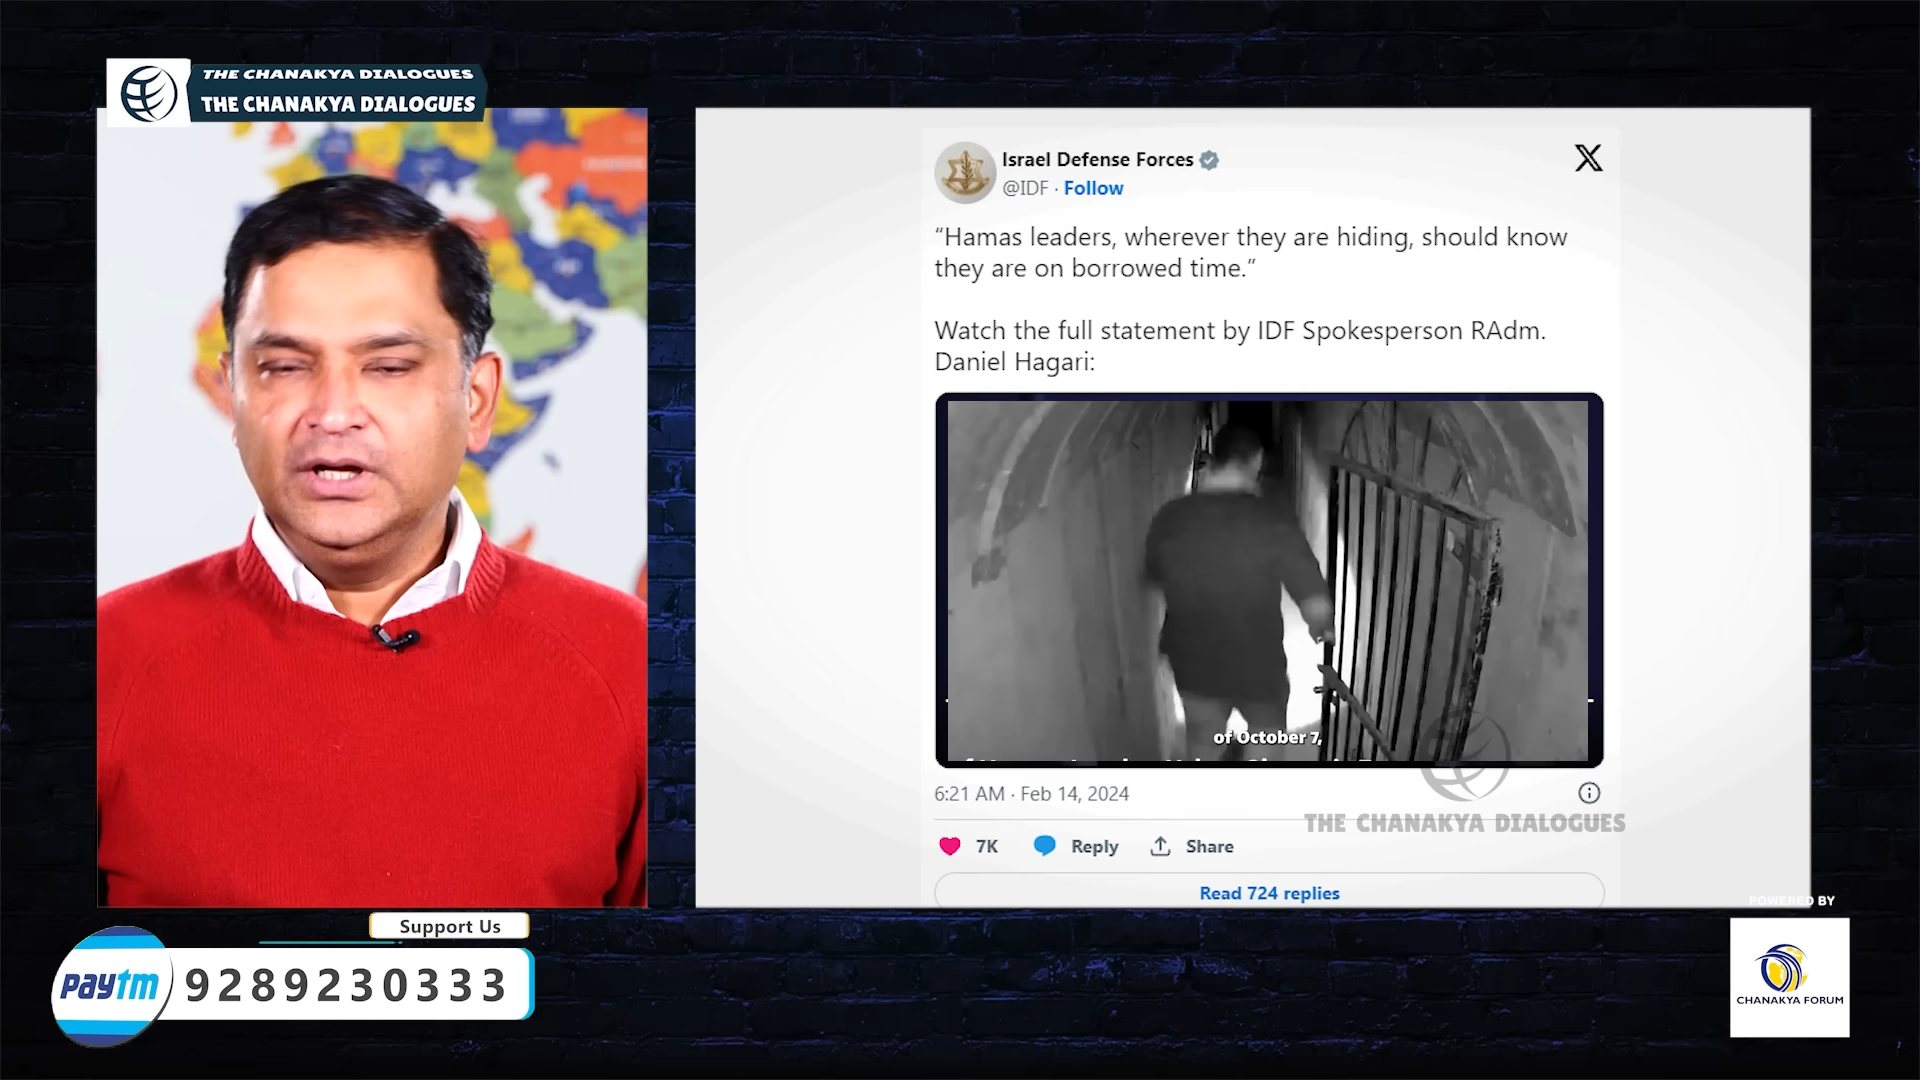 THE CHANAKYA DIALOGUES
THE CHANAKYA DIALOGUES
Israel Defense Forces
@IDF · Follow
“Hamas leaders, wherever they are hiding, should know
they are on borrowed time.”
Watch the full statement by IDF Spokesperson RAdm.
Daniel Hagari:
of October 7,
6:21 AM · Feb 14, 2024
THE CHANAKYA DIALOGUES
7K Reply Share
Read 724 replies
Support Us
paytm 9289230333
POWERED BY
CHANAKYA FORUM